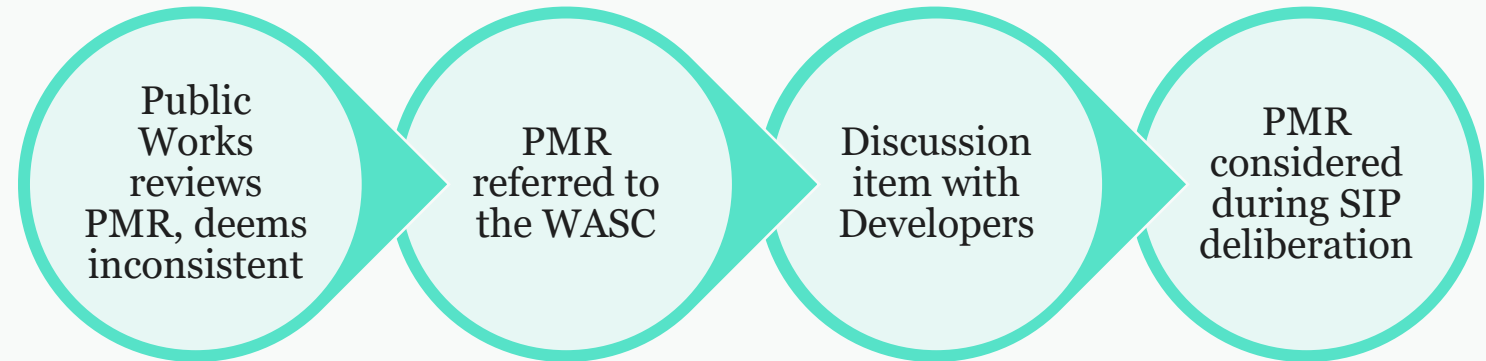 Public
Works
reviews
PMR, deems
inconsistent
PMR
referred to
the WASC
Discussion
item with
Developers
PMR
considered
during SIP
deliberation